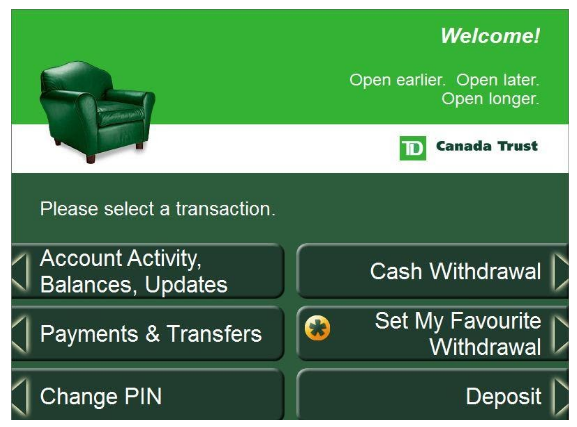 Welcome!
Open earlier.  Open later.
Open longer.
TD Canada Trust
Please select a transaction.
Account Activity,
Balances, Updates
Cash Withdrawal
Payments & Transfers
Set My Favourite
Withdrawal
Change PIN
Deposit